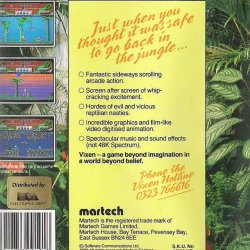 Just when you
thought it was safe
to go back in
the jungle...
Fantastic sideways scrolling
arcade action.
Screen after screen of whip-
cracking excitement.
Hordes of evil and vicious
reptilian nasties.
Incredible graphics and film-like
video digitised animation.
Spectacular music and sound effects
(not 48K Spectrum).
Vixen – a game beyond imagination in
a world beyond belief.
Phone the
Vixen Hotline
0323 766616
Distributed by
ELECTRONIC ARTS
martech
Martech is the registered trade mark of
Martech Games Limited,
Martech House, Bay Terrace, Pevensey Bay,
East Sussex BN24 6EE
S.K.U. No